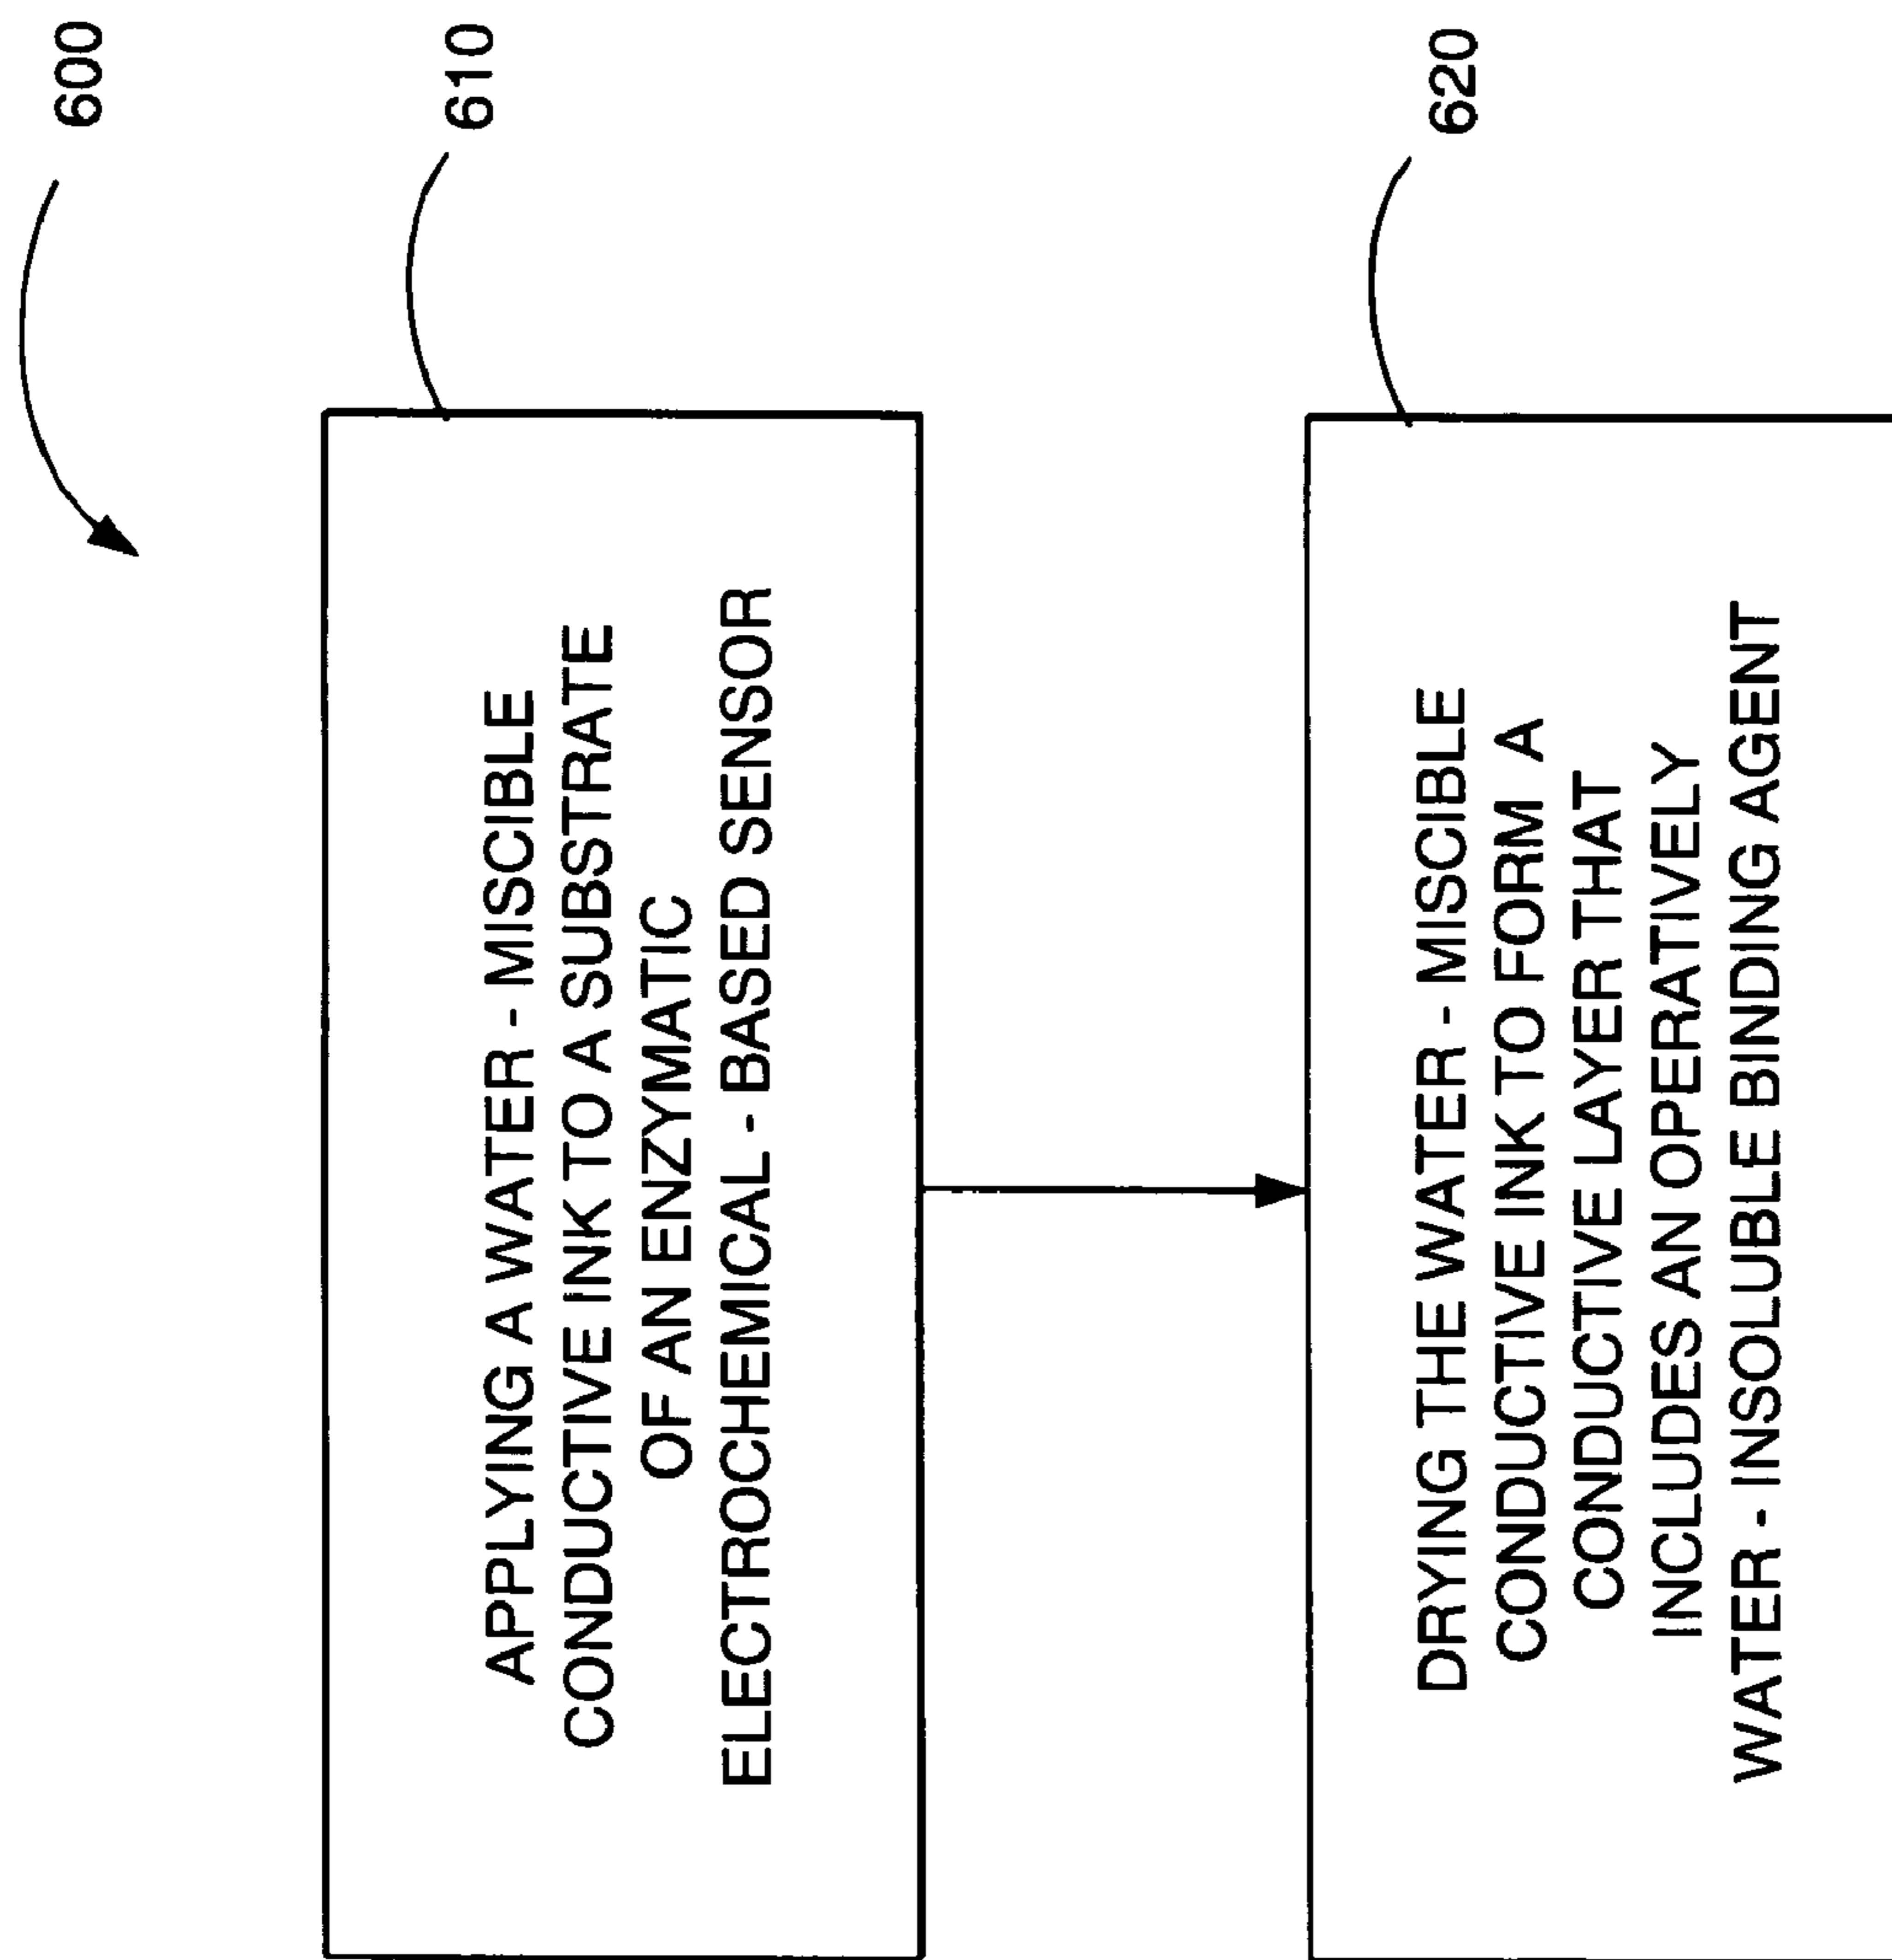 600
610
APPLYING A WATER - MISCIBLE
CONDUCTIVE INK TO A SUBSTRATE
OF AN ENZYMATIC
ELECTROCHEMICAL - BASED SENSOR
620
DRYING THE WATER - MISCIBLE
CONDUCTIVE INK TO FORM A
CONDUCTIVE LAYER THAT
INCLUDES AN OPERATIVELY
WATER - INSOLUBLE BINDING AGENT